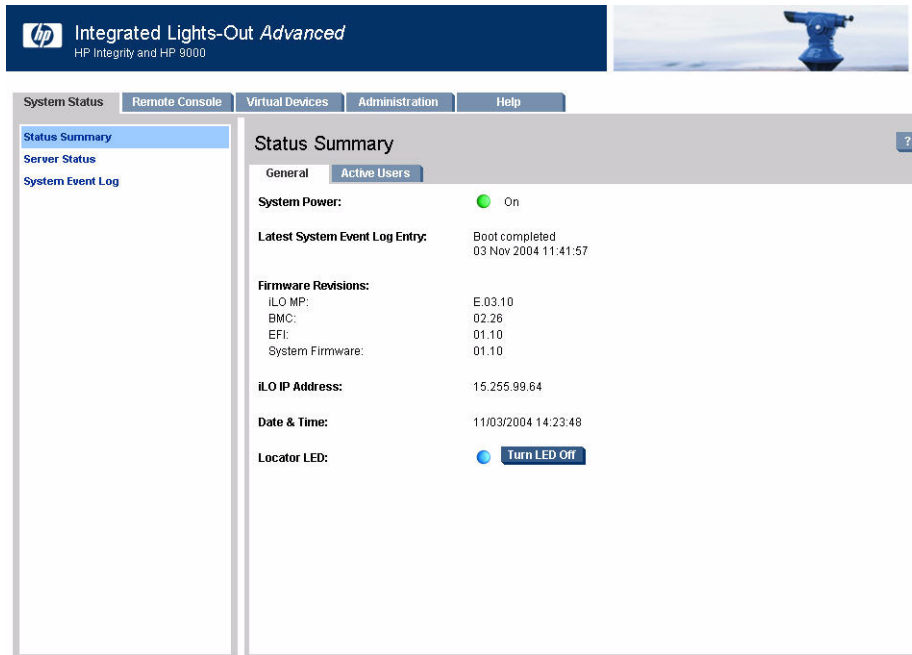 hp Integrated Lights-Out Advanced
HP Integrity and HP 9000
System Status Remote Console Virtual Devices Administration Help
Status Summary
Server Status
System Event Log
Status Summary ?
General Active Users
System Power: On
Latest System Event Log Entry: Boot completed
03 Nov 2004 11:41:57
Firmware Revisions:
iLO MP: E.03.10
BMC: 02.26
EFI: 01.10
System Firmware: 01.10
iLO IP Address: 15.255.99.64
Date & Time: 11/03/2004 14:23:48
Locator LED: Turn LED Off